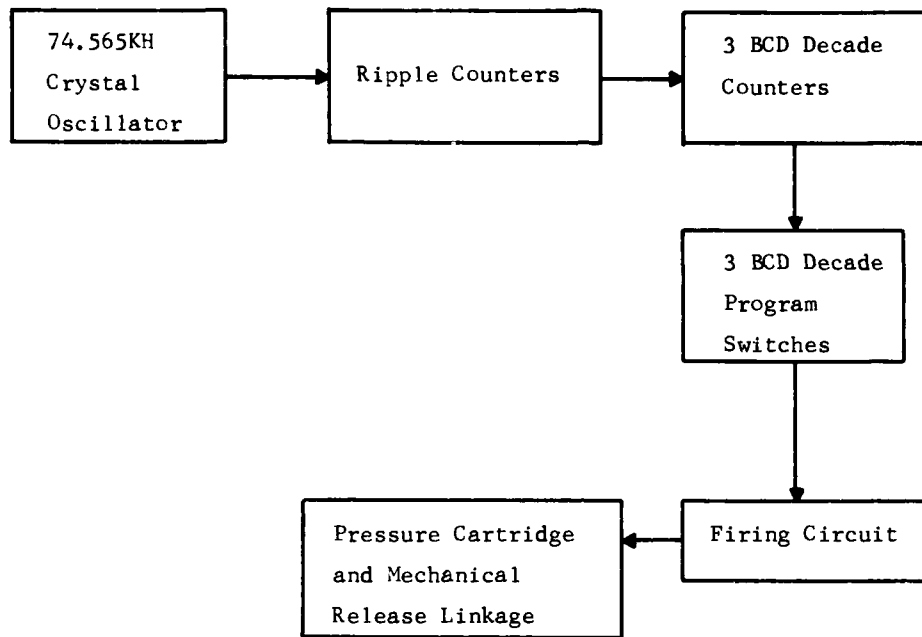 74.565KH
Crystal
Oscillator
Ripple Counters
3 BCD Decade
Counters
3 BCD Decade
Program
Switches
Firing Circuit
Pressure Cartridge
and Mechanical
Release Linkage